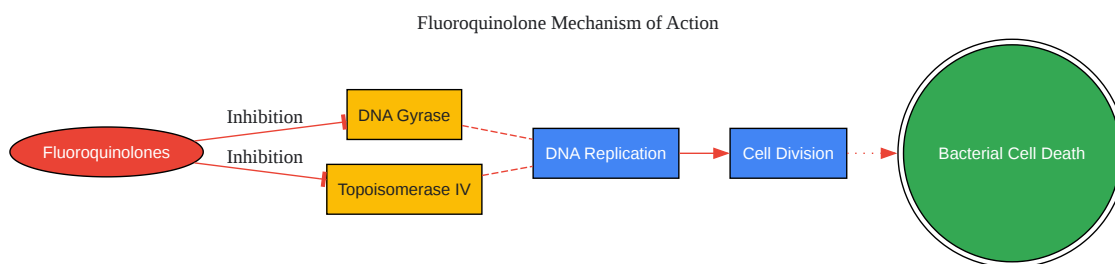 Fluoroquinolone Mechanism of Action
Fluoroquinolones
Inhibition
Inhibition
DNA Gyrase
Topoisomerase IV
DNA Replication
Cell Division
Bacterial Cell Death